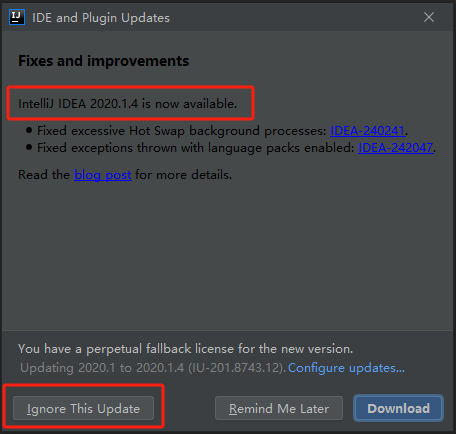 IJ
IDE and Plugin Updates
Fixes and improvements
IntelliJ IDEA 2020.1.4 is now available.
• Fixed excessive Hot Swap background processes: IDEA-240241.
• Fixed exceptions thrown with language packs enabled: IDEA-242047.
Read the blog post for more details.
You have a perpetual fallback license for the new version.
Updating 2020.1 to 2020.1.4 (IU-201.8743.12). Configure updates...
Ignore This Update
Remind Me Later
Download